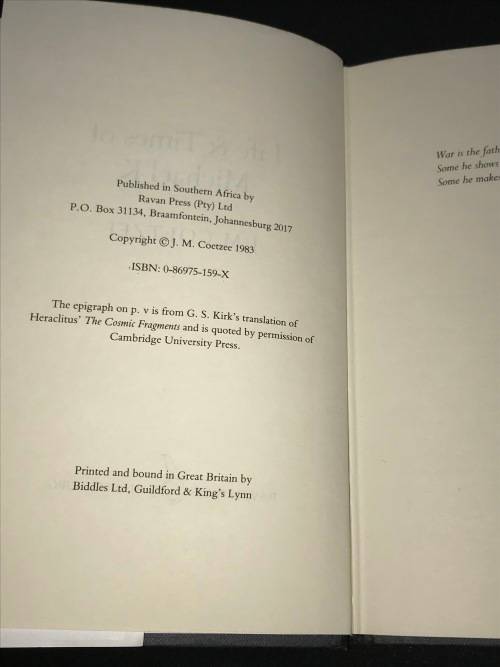 Published in Southern Africa by
Ravan Press (Pty) Ltd
P.O. Box 31134, Braamfontein, Johannesburg 2017
Copyright © J. M. Coetzee 1983
ISBN: 0-86975-159-X
The epigraph on p. v is from G. S. Kirk's translation of
Heraclitus' The Cosmic Fragments and is quoted by permission of
Cambridge University Press.
Printed and bound in Great Britain by
Biddles Ltd, Guildford & King's Lynn
War is the fath
Some he shows
Some he makes